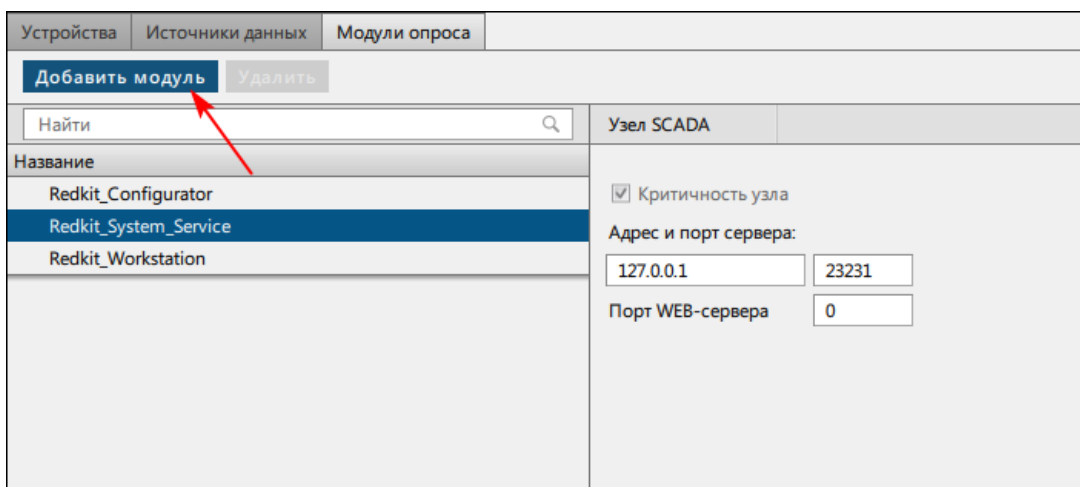 Устройства Источники данных Модули опроса
Добавить модуль Удалить
Найти Узел SCADA
Название
Redkit_Configurator Критичность узла
Redkit_System_Service Адрес и порт сервера:
Redkit_Workstation 127.0.0.1 23231
Порт WEB-сервера 0